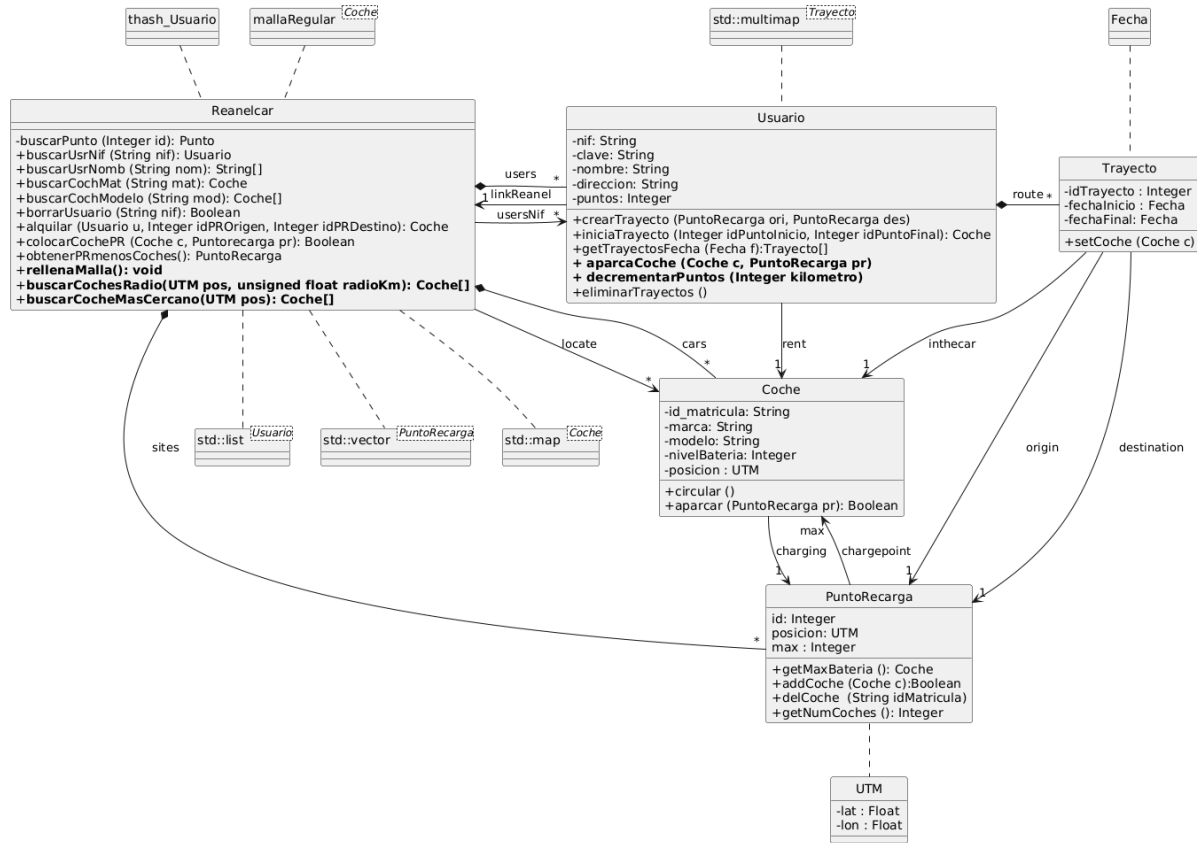 thash_Usuario
mallaRegular
Coche
std::multimap
Trayecto
Fecha
Reanelcar
-buscarPunto (Integer id): Punto
+buscarUsrNif (String nif): Usuario
+buscarUsrNomb (String nom): String[]
+buscarCochMat (String mat): Coche
+buscarCochModelo (String mod): Coche[]
+borrarUsuario (String nif): Boolean
+alquilar (Usuario u, Integer idPROrigen, Integer idPRDestino): Coche
+colocarCochePR (Coche c, Puntorecarga pr): Boolean
+obtenerPRmenosCoches(): PuntoRecarga
+rellenaMalla(): void
+buscarCochesRadio(UTM pos, unsigned float radioKm): Coche[]
+buscarCocheMasCercano(UTM pos): Coche[]
users
*
1
linkReanel
usersNif
*
Usuario
-nif: String
-clave: String
-nombre: String
-direccion: String
-puntos: Integer
+crearTrayecto (PuntoRecarga ori, PuntoRecarga des)
+iniciaTrayecto (Integer idPuntoInicio, Integer idPuntoFinal): Coche
+getTrayectosFecha (Fecha f):Trayecto[]
+ aparcaCoche (Coche c, PuntoRecarga pr)
+ decrementarPuntos (Integer kilometro)
+eliminarTrayectos ()
route
*
Trayecto
-idTrayecto : Integer
-fechaInicio : Fecha
-fechaFinal: Fecha
+setCoche (Coche c)
locate
*
cars
*
rent
1
inthecar
1
std::list
Usuario
std::vector
PuntoRecarga
std::map
Coche
Coche
-id_matricula: String
-marca: String
-modelo: String
-nivelBateria: Integer
-posicion : UTM
+circular ()
+aparcar (PuntoRecarga pr): Boolean
sites
*
origin
1
destination
1
max
charging
1
chargepoint
PuntoRecarga
id: Integer
posicion: UTM
max : Integer
+getMaxBateria (): Coche
+addCoche (Coche c):Boolean
+delCoche (String idMatricula)
+getNumCoches (): Integer
UTM
-lat : Float
-lon : Float